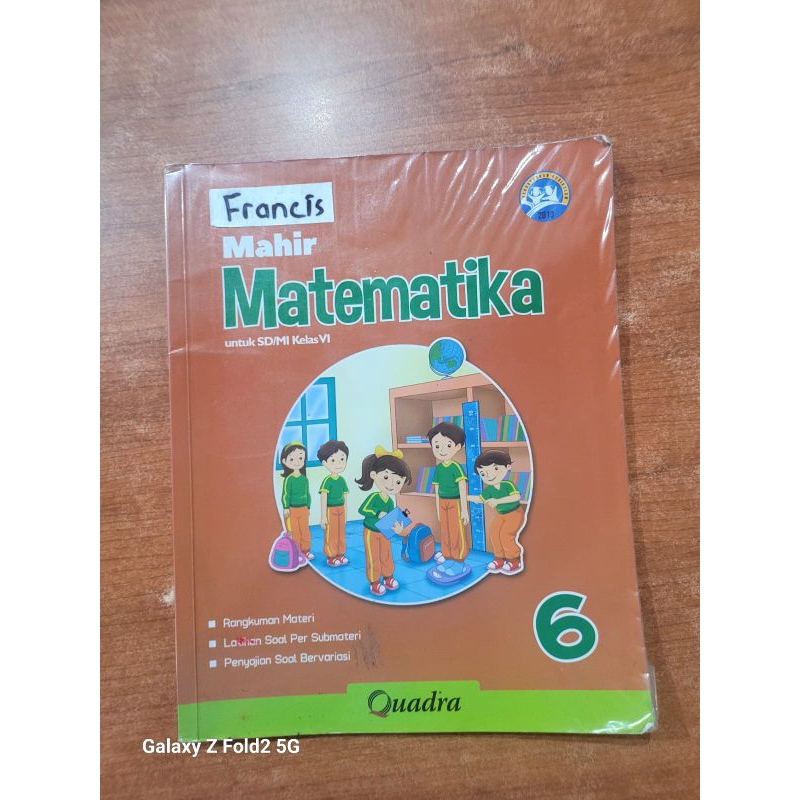 Francis
Mahir
Matematika
untuk SD/MI Kelas VI
Rangkuman Materi
Latihan Soal Per Submateri
Penyajian Soal Bervariasi
6
Quadra
Galaxy Z Fold2 5G